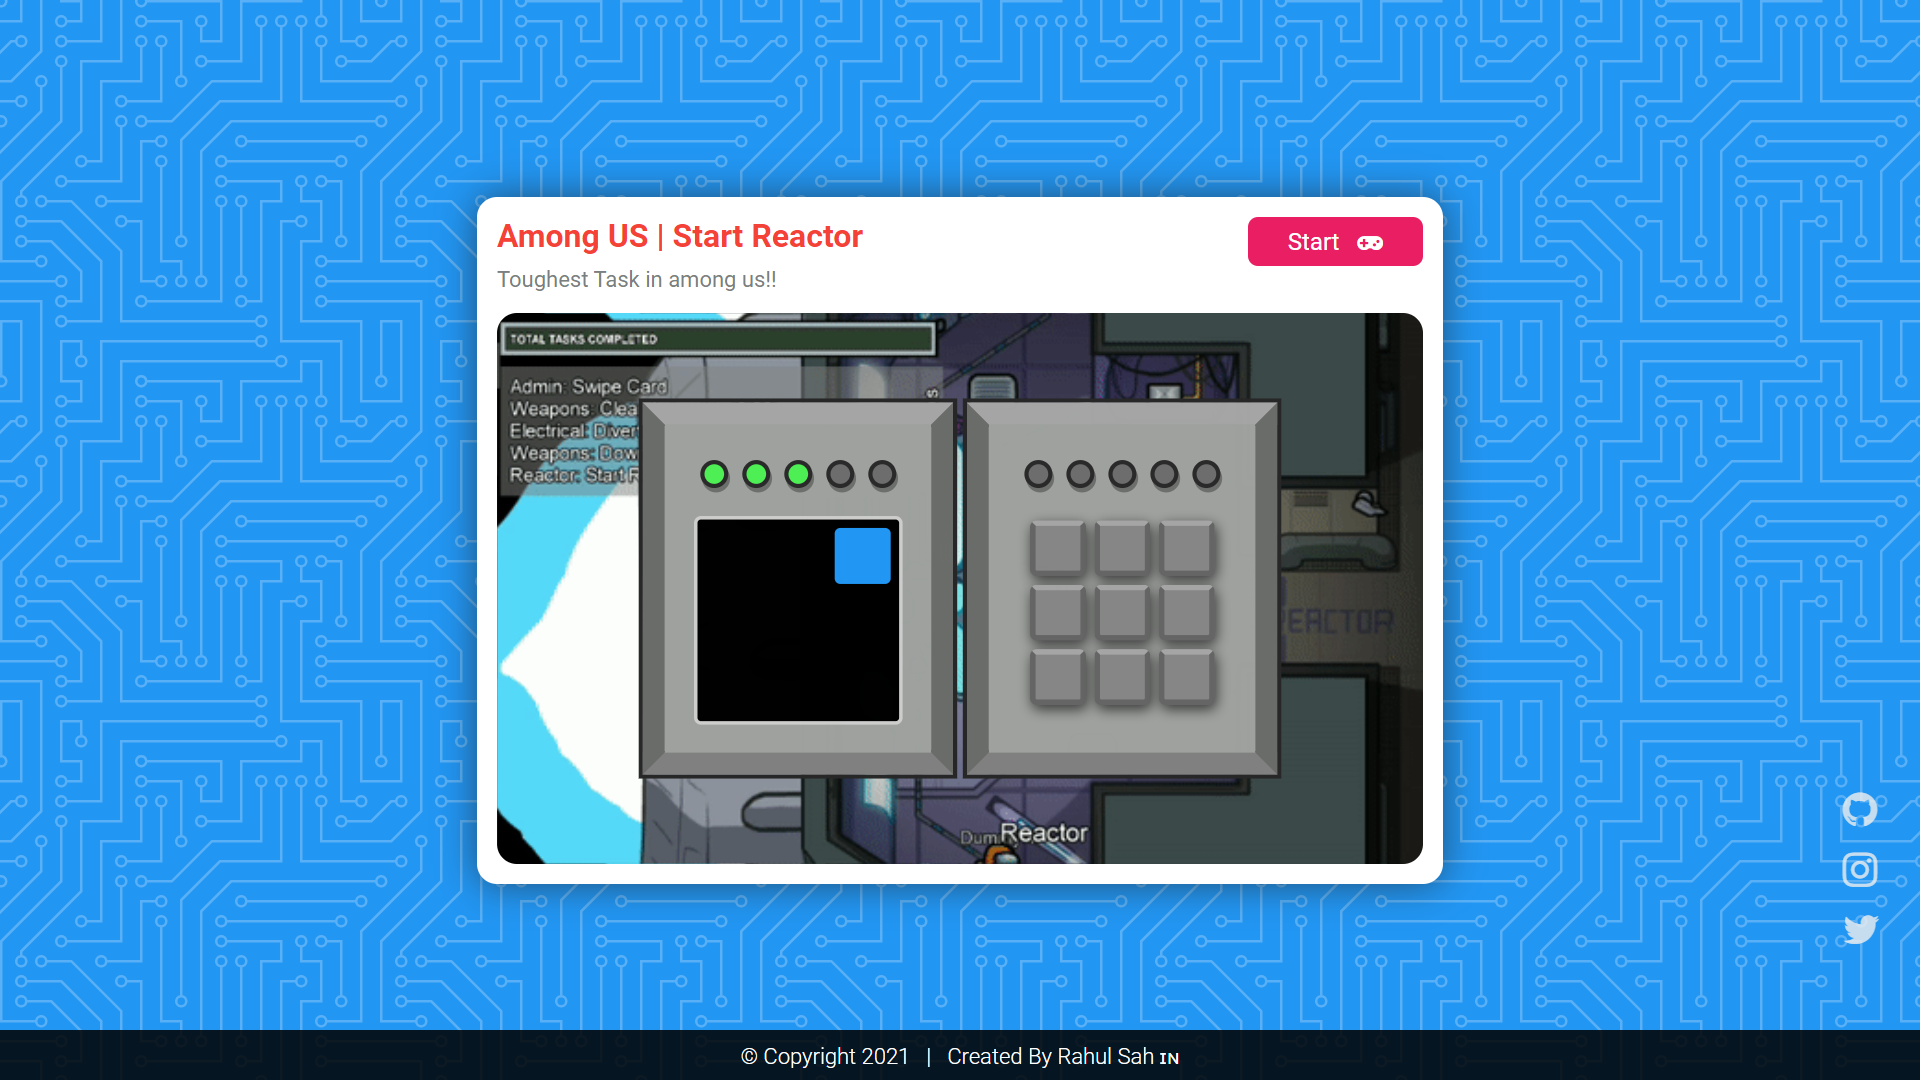 Among US | Start Reactor
Start
Toughest Task in among us!!
TOTAL TASKS COMPLETED
Admin: Swipe Card
Weapons: Clea
Electrical: Diver
Weapons: Dow
Reactor: Start R
REACTOR
Dum
Reactor
© Copyright 2021 | Created By Rahul Sah IN